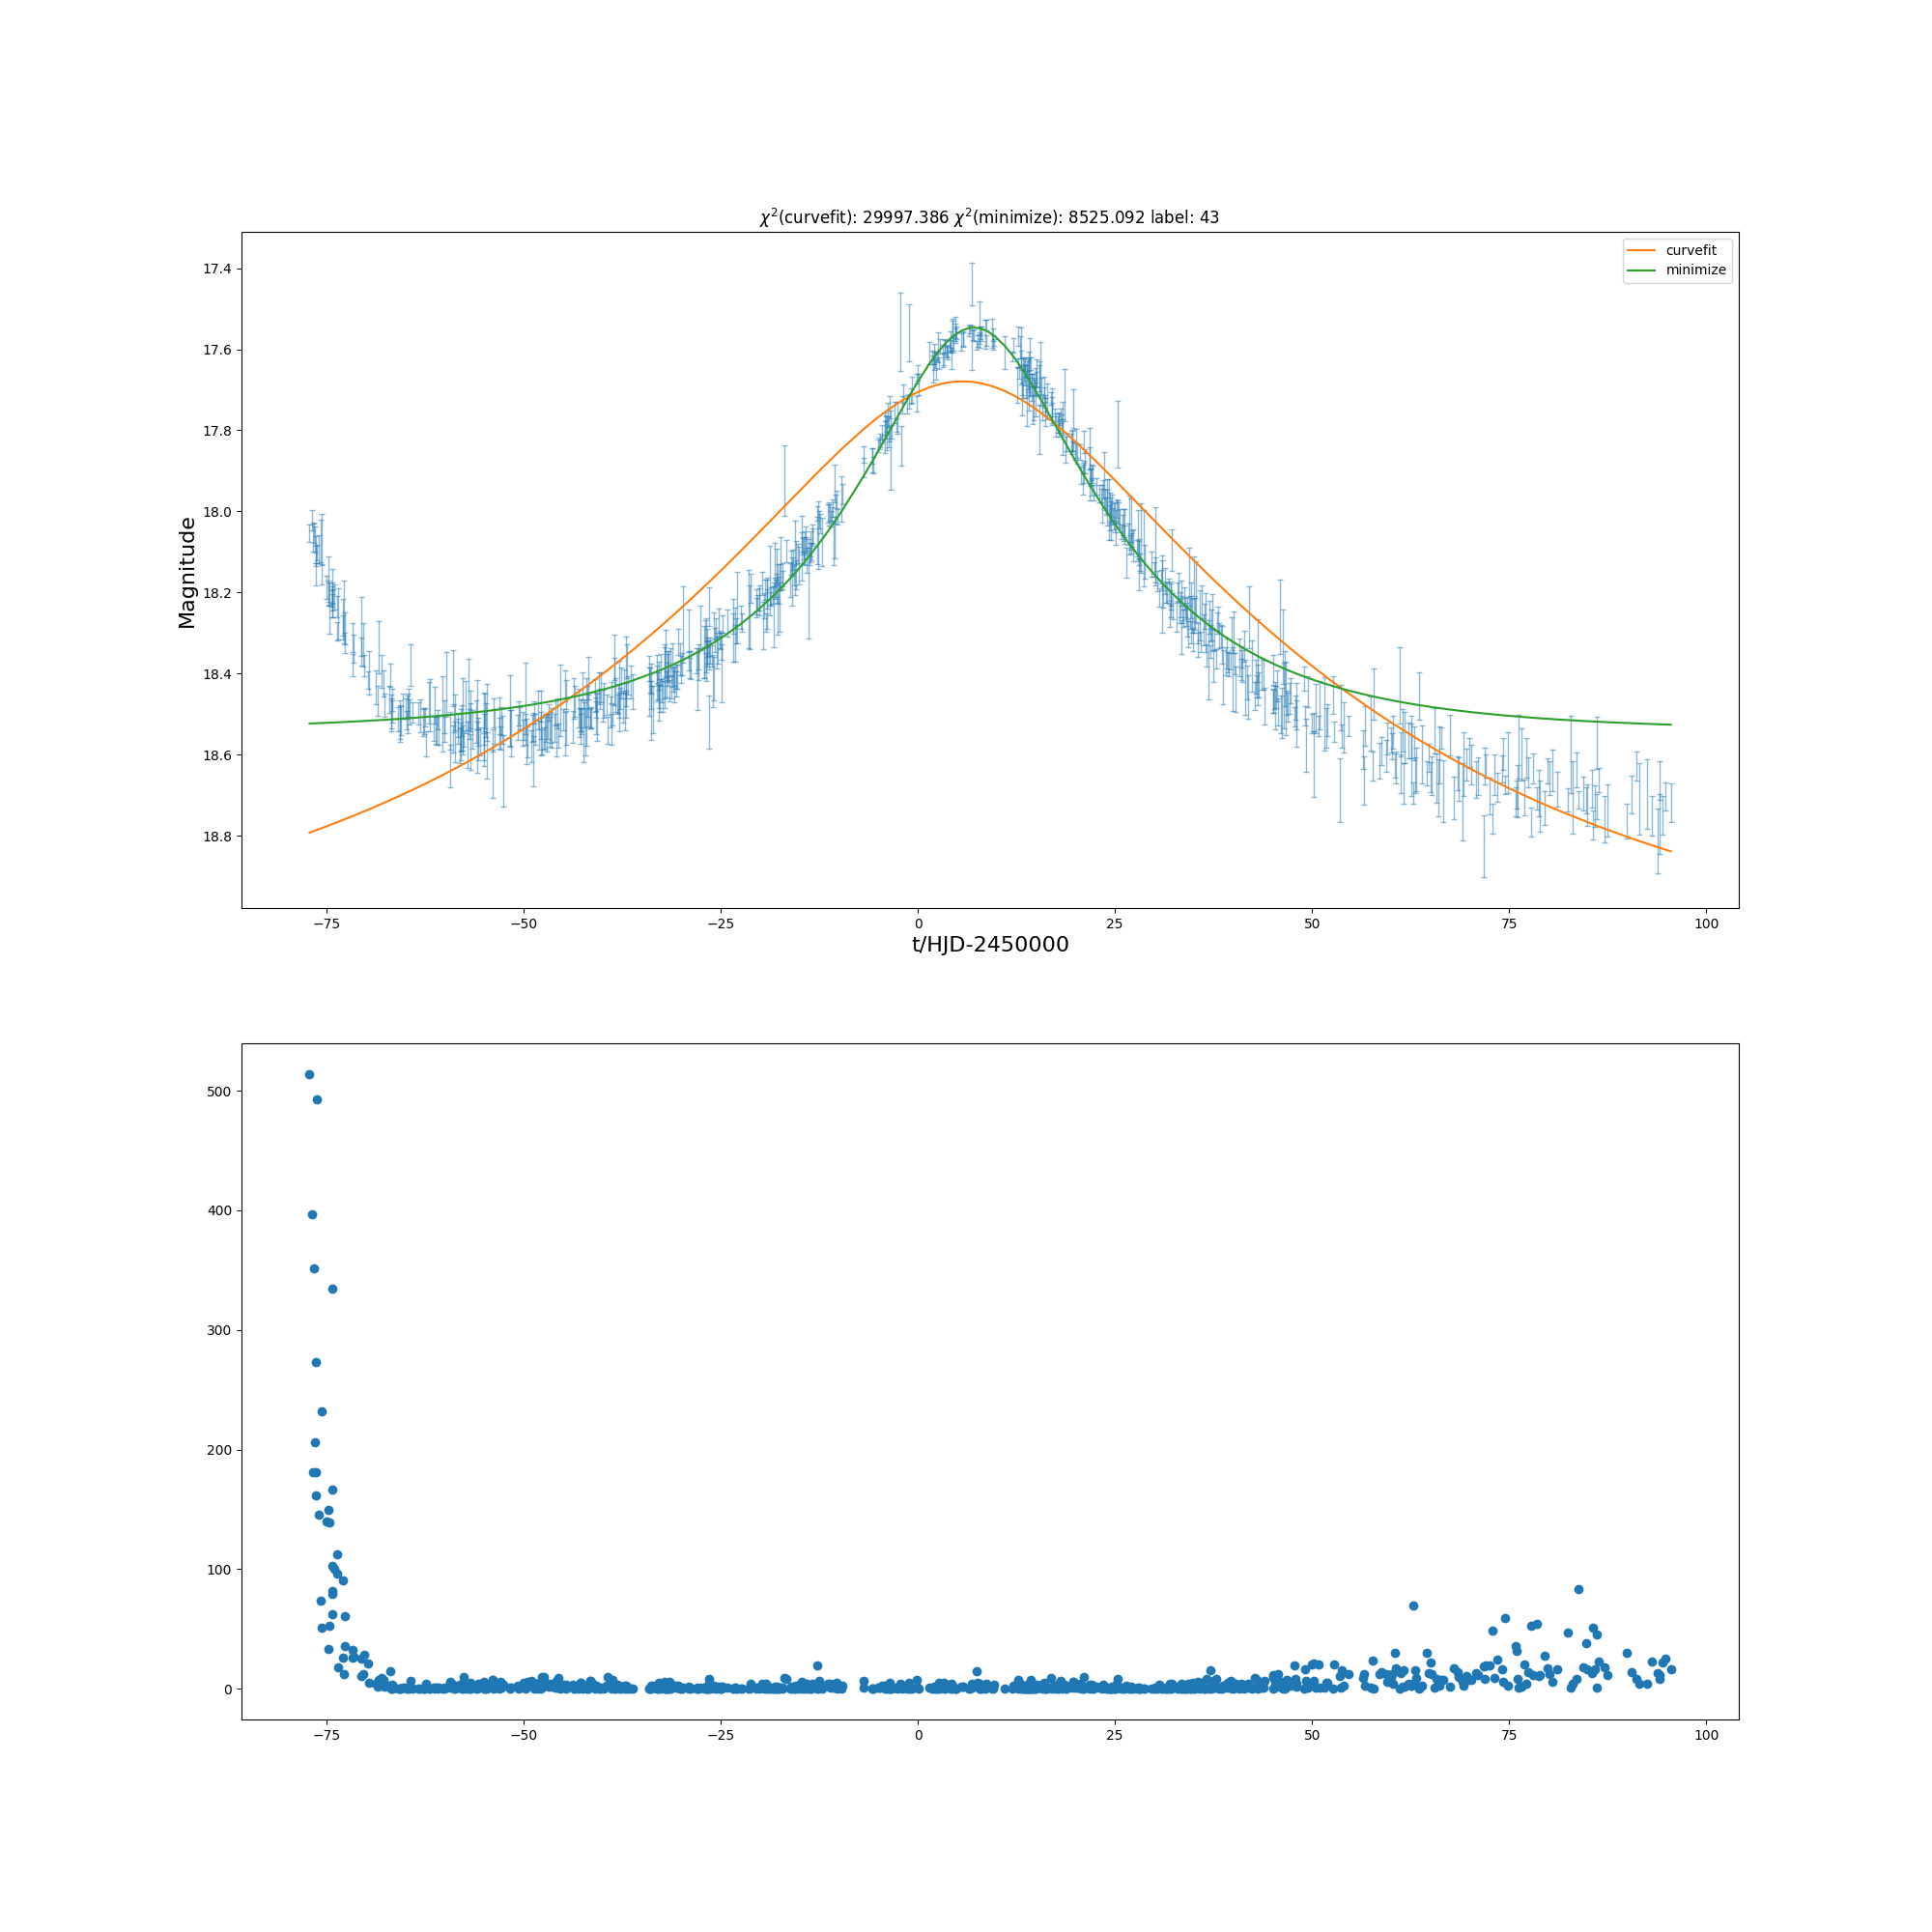 χ²(curvefit): 29997.386 χ²(minimize): 8525.092 label: 43
curvefit
minimize
17.4
17.6
17.8
18.0
18.2
18.4
18.6
18.8
Magnitude
−75 −50 −25 0 25 50 75 100
t/HJD-2450000
500
400
300
200
100
0
−75 −50 −25 0 25 50 75 100